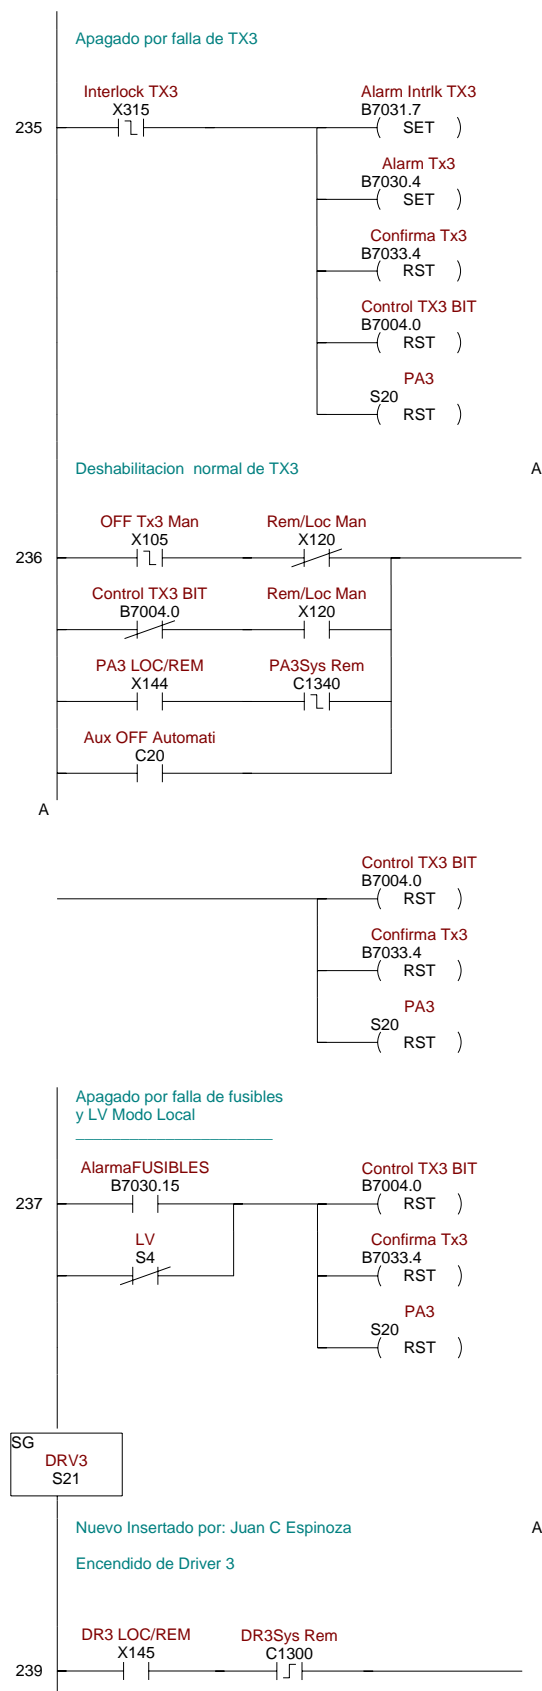 Apagado por falla de TX3
Interlock TX3
X315
Alarm Intrlk TX3
B7031.7
235
SET
Alarm Tx3
B7030.4
SET
Confirma Tx3
B7033.4
RST
Control TX3 BIT
B7004.0
RST
PA3
S20
RST
Deshabilitacion normal de TX3
A
OFF Tx3 Man
X105
Rem/Loc Man
X120
236
Control TX3 BIT
B7004.0
Rem/Loc Man
X120
PA3 LOC/REM
X144
PA3Sys Rem
C1340
Aux OFF Automati
C20
A
Control TX3 BIT
B7004.0
RST
Confirma Tx3
B7033.4
RST
PA3
S20
RST
Apagado por falla de fusibles
y LV Modo Local
AlarmaFUSIBLES
B7030.15
Control TX3 BIT
B7004.0
237
RST
LV
S4
Confirma Tx3
B7033.4
RST
PA3
S20
RST
SG
DRV3
S21
Nuevo Insertado por: Juan C Espinoza
A
Encendido de Driver 3
DR3 LOC/REM
X145
DR3Sys Rem
C1300
239